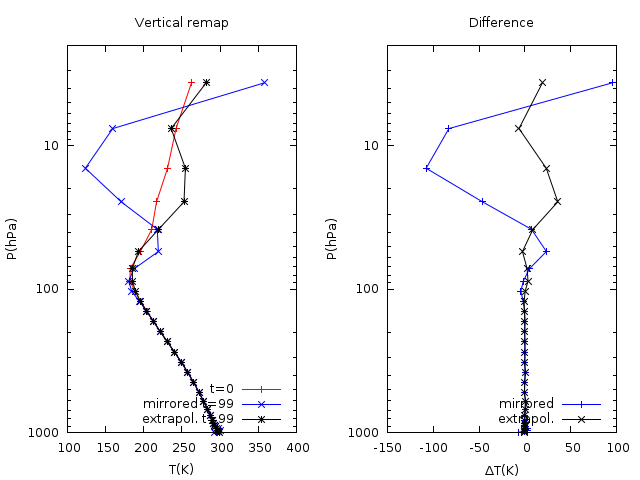 Vertical remap
P(hPa)
10
100
1000
100 150 200 250 300 350 400
T(K)
t=0
mirrored t=99
extrapol. t=99
Difference
P(hPa)
10
100
1000
-150 -100 -50 0 50 100
ΔT(K)
mirrored
extrapol.